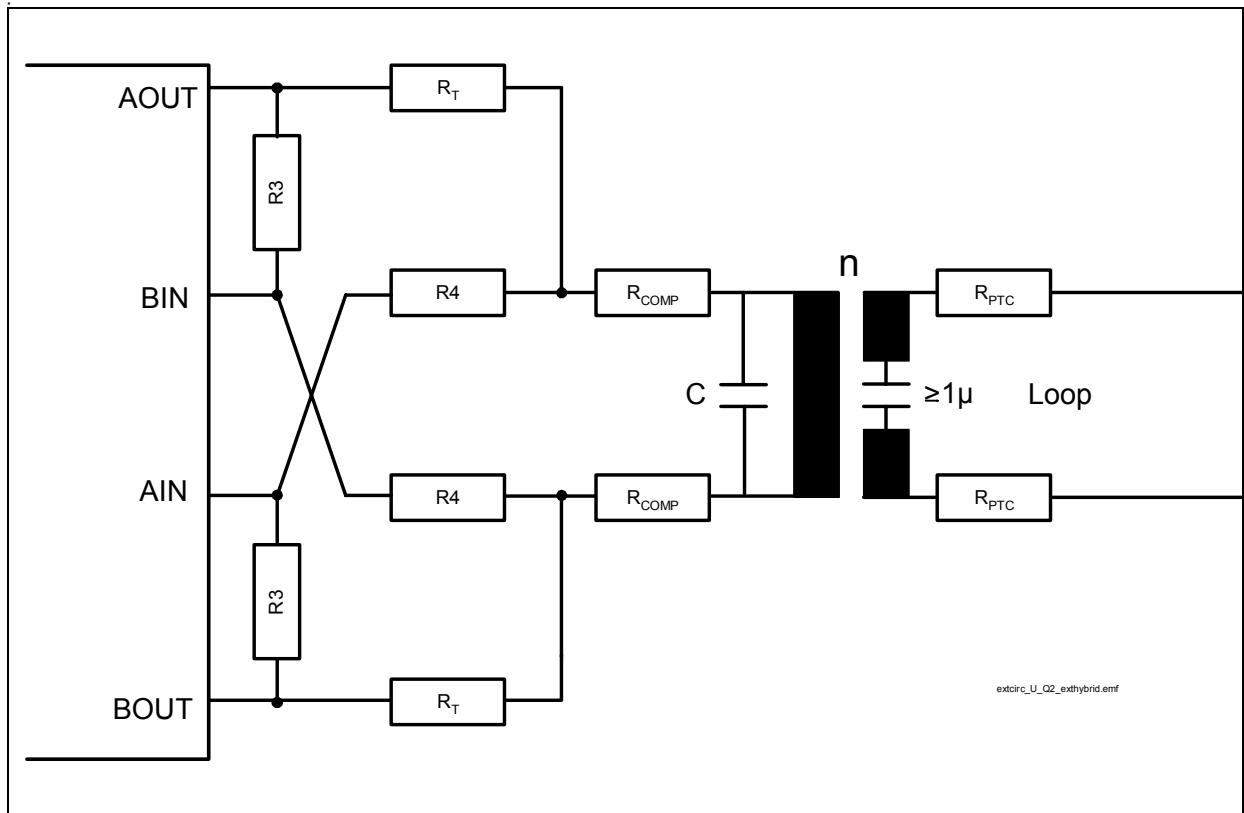 AOUT
R_T
R3
BIN
R4
R_COMP
n
R_PTC
C
≥1µ
Loop
AIN
R4
R_COMP
R_PTC
R3
BOUT
R_T
extcirc_U_Q2_exthybrid.emf